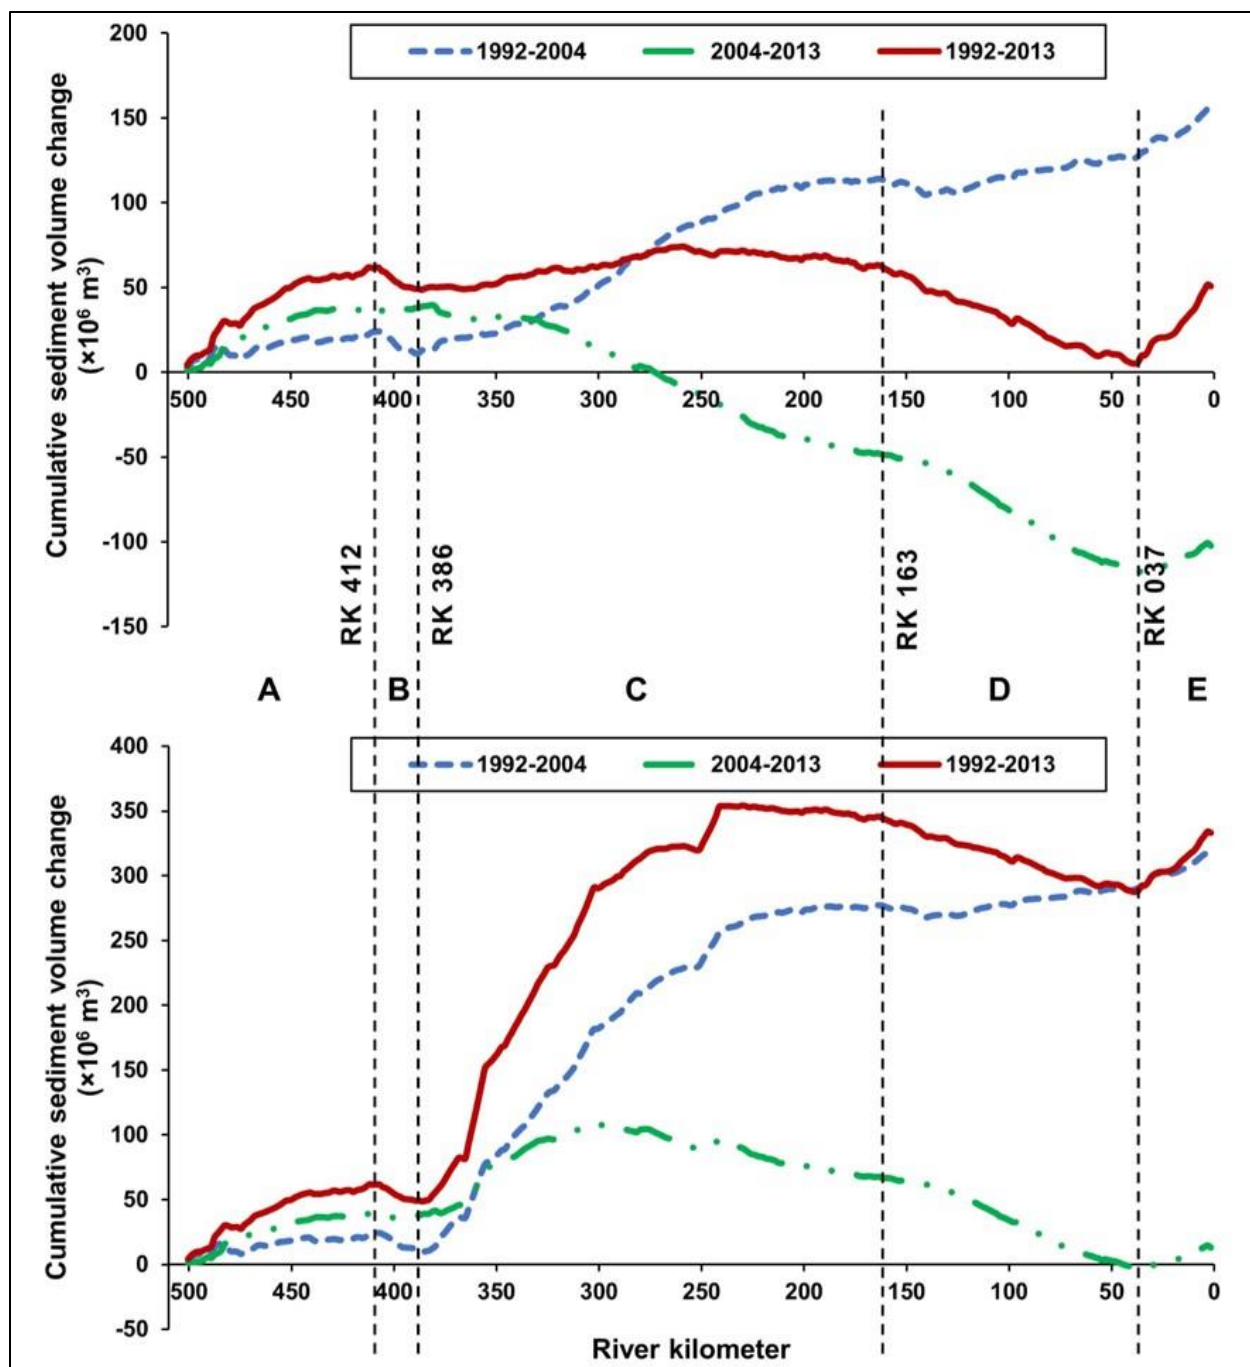 200
1992-2004 2004-2013 1992-2013
150
100
50
0
500 450 400 350 300 250 200 150 100 50 0
-50
-100
-150
Cumulative sediment volume change
(×10⁶ m³)
RK 412
RK 386
RK 163
RK 037
A B C D E
400
1992-2004 2004-2013 1992-2013
350
300
250
200
150
100
50
0
500 450 400 350 300 250 200 150 100 50 0
-50
Cumulative sediment volume change
(×10⁶ m³)
River kilometer